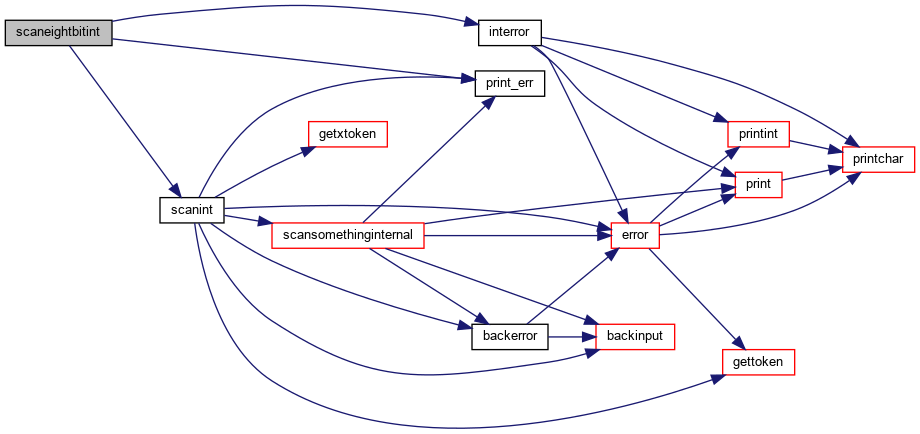 scaneightbitint
interror
print_err
getxtoken
printint
printchar
print
scanint
scansomethinginternal
error
backerror
backinput
gettoken